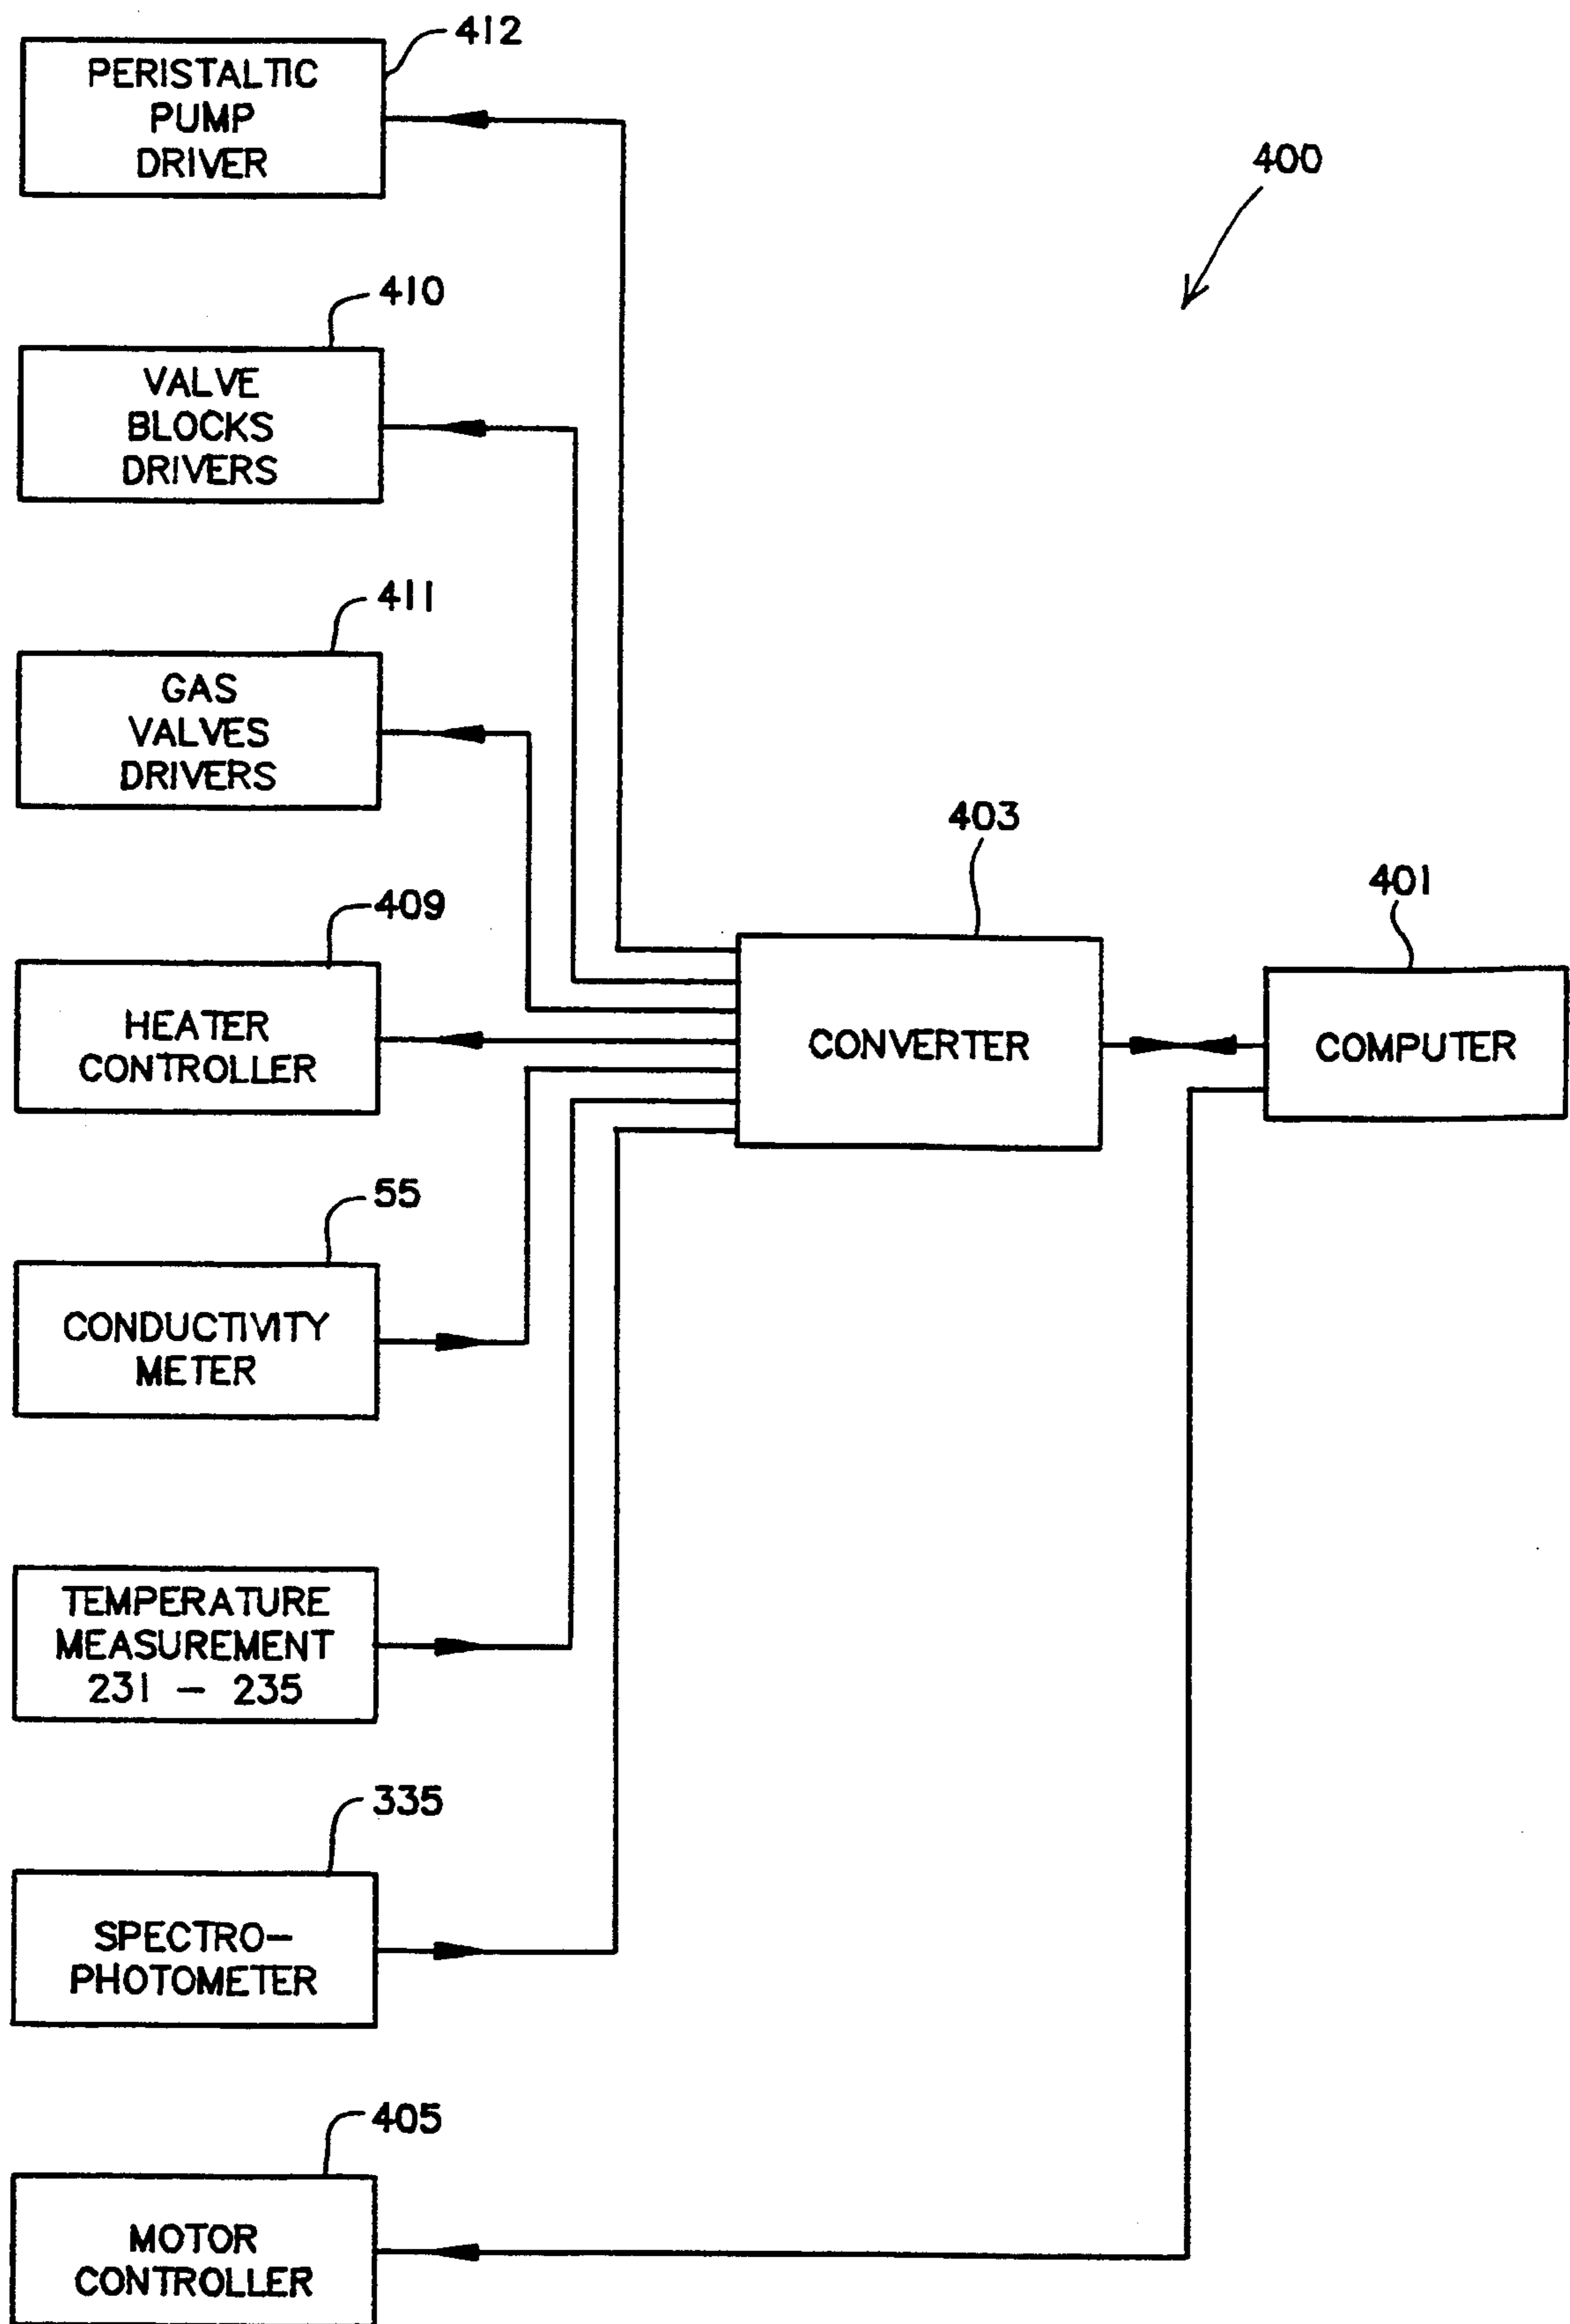 412
PERISTALTIC
PUMP
DRIVER
400
410
VALVE
BLOCKS
DRIVERS
411
GAS
VALVES
DRIVERS
403
401
409
HEATER
CONTROLLER
CONVERTER
COMPUTER
55
CONDUCTIVITY
METER
TEMPERATURE
MEASUREMENT
231 - 235
335
SPECTRO-
PHOTOMETER
405
MOTOR
CONTROLLER